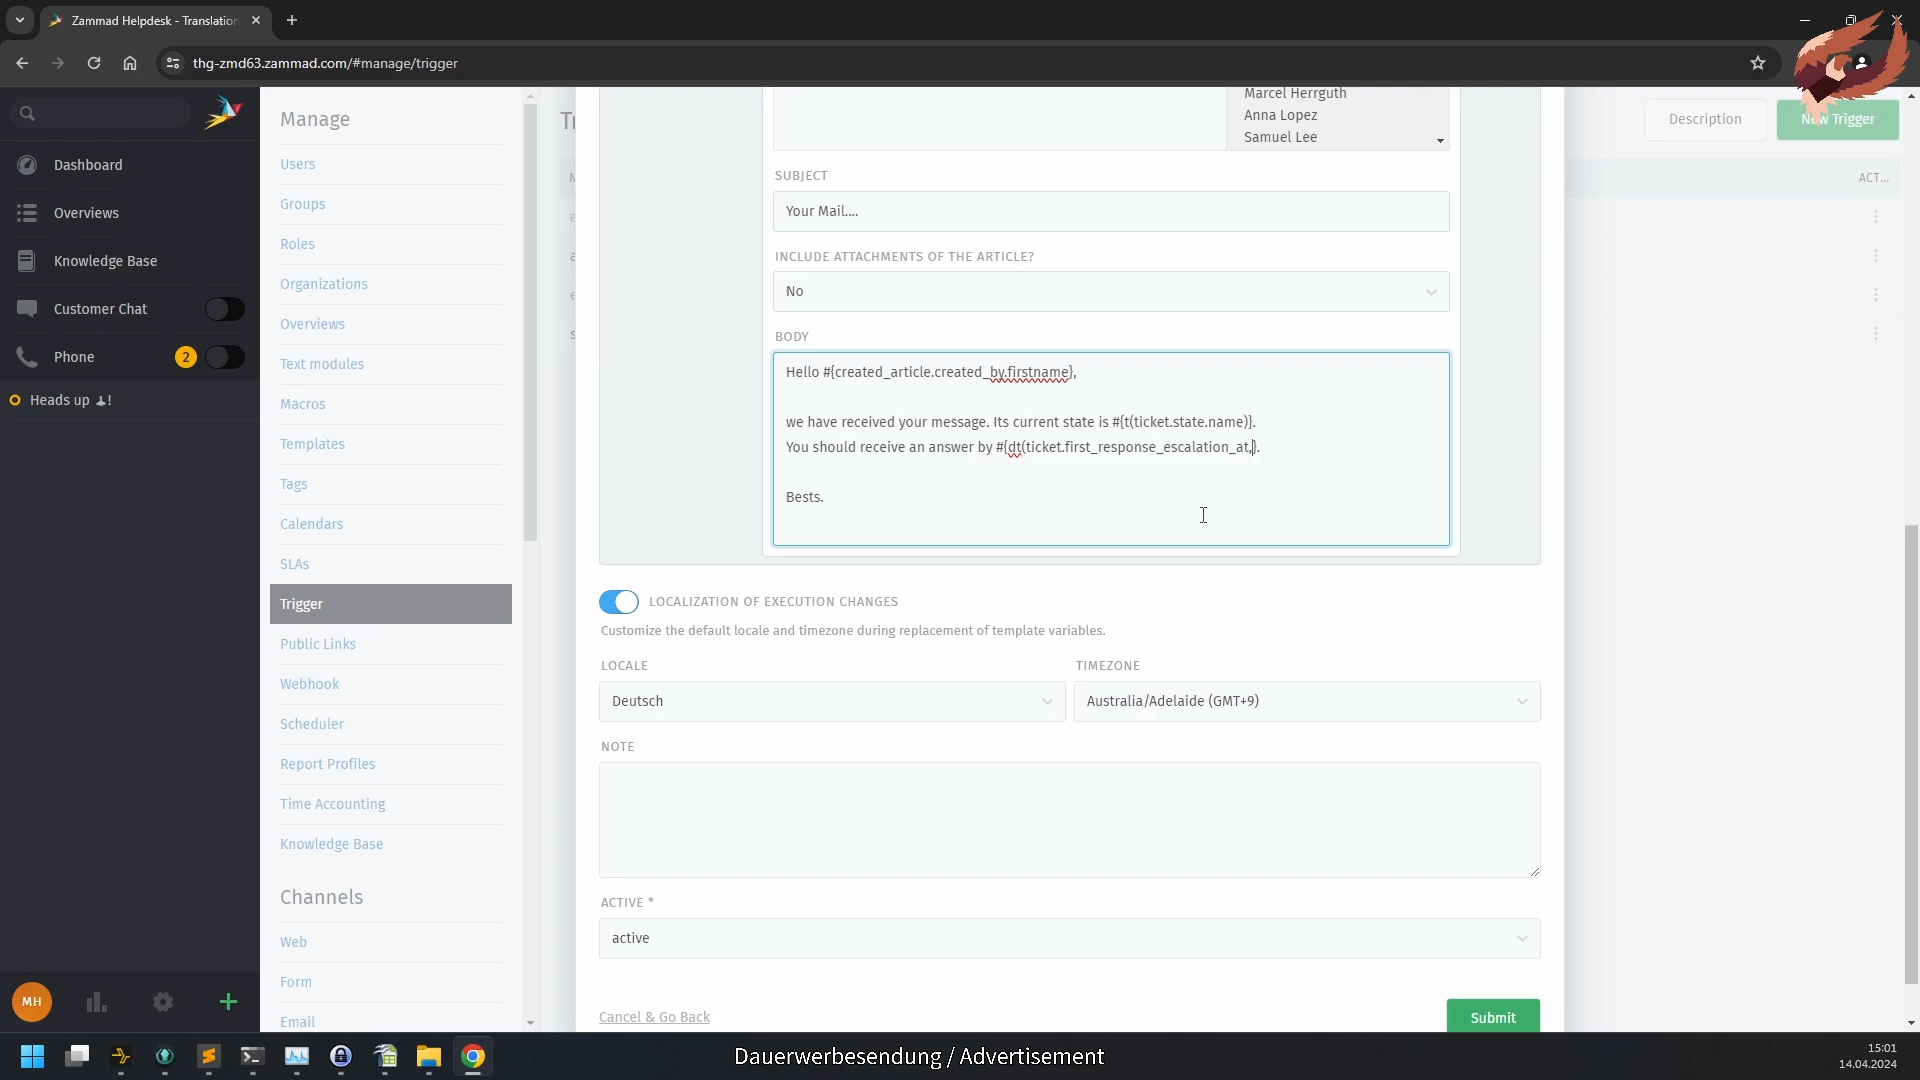 Zammad Helpdesk - Translation
thg-zmd63.zammad.com/#manage/trigger
Dashboard
Overviews
Knowledge Base
Customer Chat
Phone
2
Heads up !
MH
Manage
Users
Groups
Roles
Organizations
Overviews
Text modules
Macros
Templates
Tags
Calendars
SLAs
Trigger
Public Links
Webhook
Scheduler
Report Profiles
Time Accounting
Knowledge Base
Channels
Web
Form
Email
Description
New Trigger
ACT...
Marcel Herrguth
Anna Lopez
Samuel Lee
SUBJECT
Your Mail....
INCLUDE ATTACHMENTS OF THE ARTICLE?
No
BODY
Hello #{created_article.created_by.firstname},
we have received your message. Its current state is #{t(ticket.state.name)}.
You should receive an answer by #{dt(ticket.first_response_escalation_at,}.
Bests.
LOCALIZATION OF EXECUTION CHANGES
Customize the default locale and timezone during replacement of template variables.
LOCALE
TIMEZONE
Deutsch
Australia/Adelaide (GMT+9)
NOTE
ACTIVE *
active
Cancel & Go Back
Submit
Dauerwerbesendung / Advertisement
15:01
14.04.2024